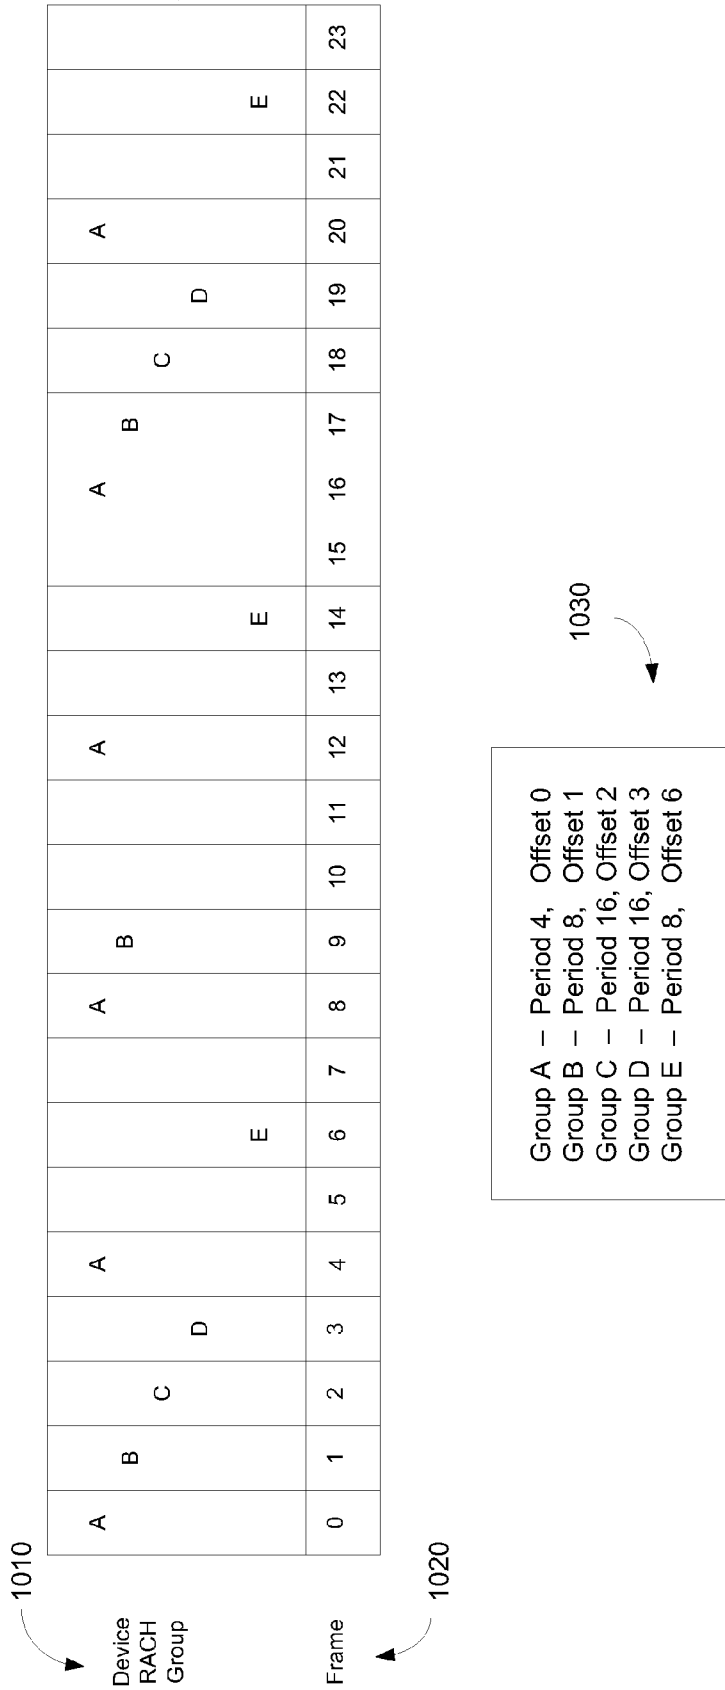 1010
Device
RACH
Group
A
B
C
D
A
E
A
B
A
E
A
B
C
D
A
E
Frame
0 1 2 3 4 5 6 7 8 9 10 11 12 13 14 15 16 17 18 19 20 21 22 23
1020
1030
Group A – Period 4, Offset 0
Group B – Period 8, Offset 1
Group C – Period 16, Offset 2
Group D – Period 16, Offset 3
Group E – Period 8, Offset 6